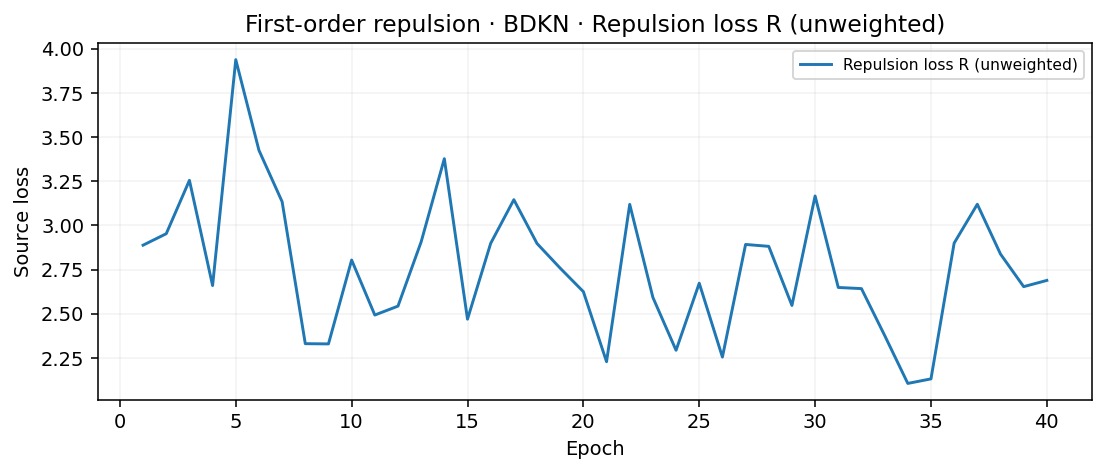 First-order repulsion · BDKN · Repulsion loss R (unweighted)
Repulsion loss R (unweighted)
Source loss
4.00
3.75
3.50
3.25
3.00
2.75
2.50
2.25
0 5 10 15 20 25 30 35 40
Epoch